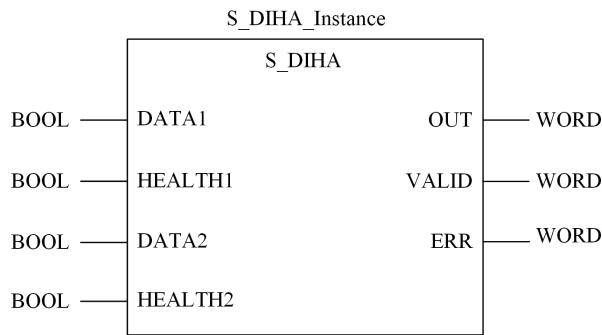 S_DIHA_Instance
S_DIHA
BOOL DATA1 OUT WORD
BOOL HEALTH1 VALID WORD
BOOL DATA2 ERR WORD
BOOL HEALTH2